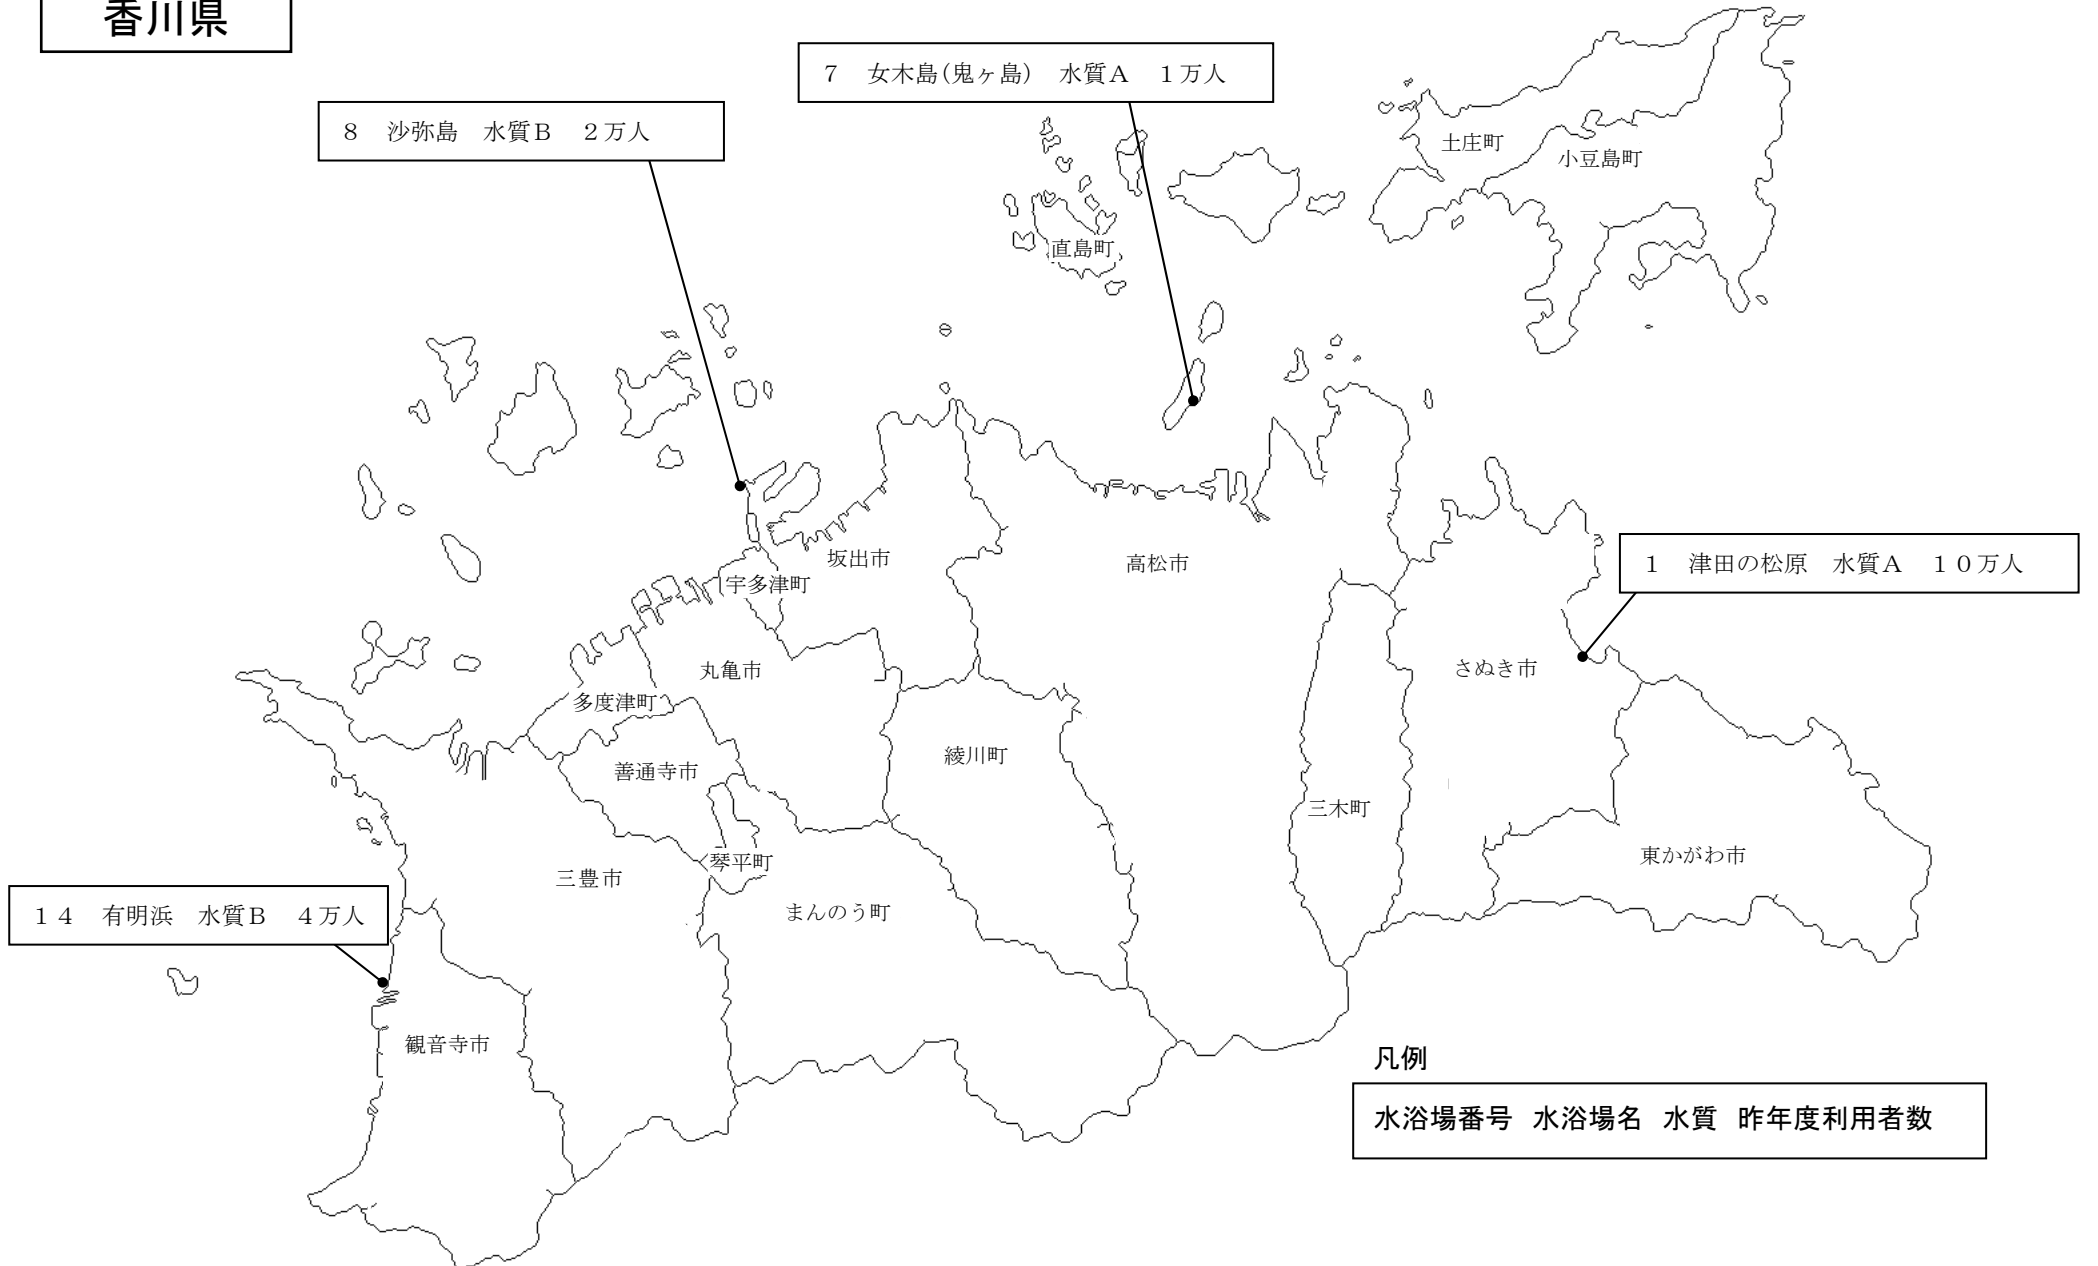 香川県
７　女木島(鬼ヶ島)　水質Ａ　１万人
８　沙弥島　水質Ｂ　２万人
土庄町
小豆島町
直島町
１　津田の松原　水質Ａ　１０万人
坂出市
高松市
宇多津町
丸亀市
さぬき市
多度津町
綾川町
善通寺市
三木町
琴平町
東かがわ市
三豊市
まんのう町
１４　有明浜　水質Ｂ　４万人
観音寺市
凡例
水浴場番号　水浴場名　水質　昨年度利用者数